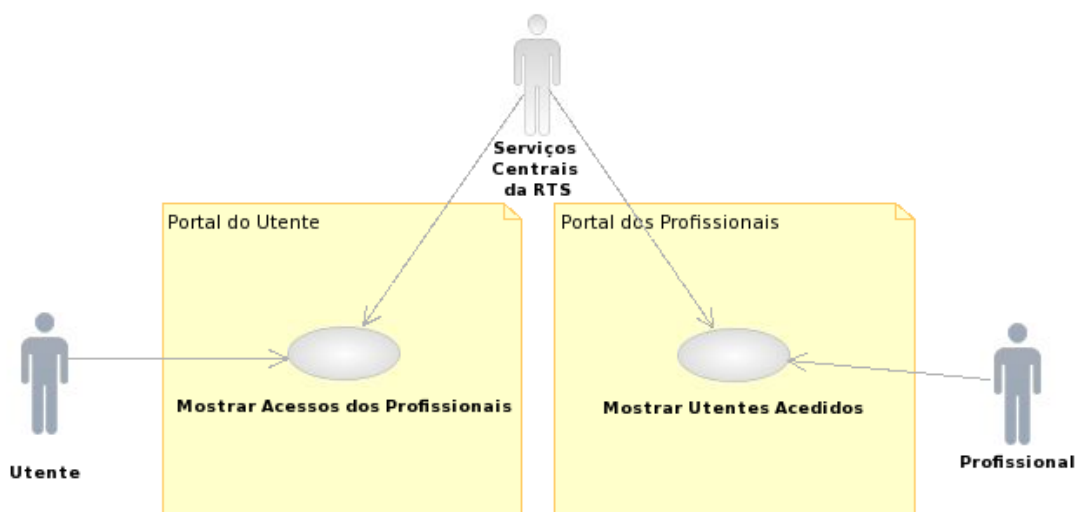 Serviços
Centrais
da RTS
Portal do Utente
Portal dos Profissionais
Mostrar Acessos dos Profissionais
Mostrar Utentes Acedidos
Utente
Profissional